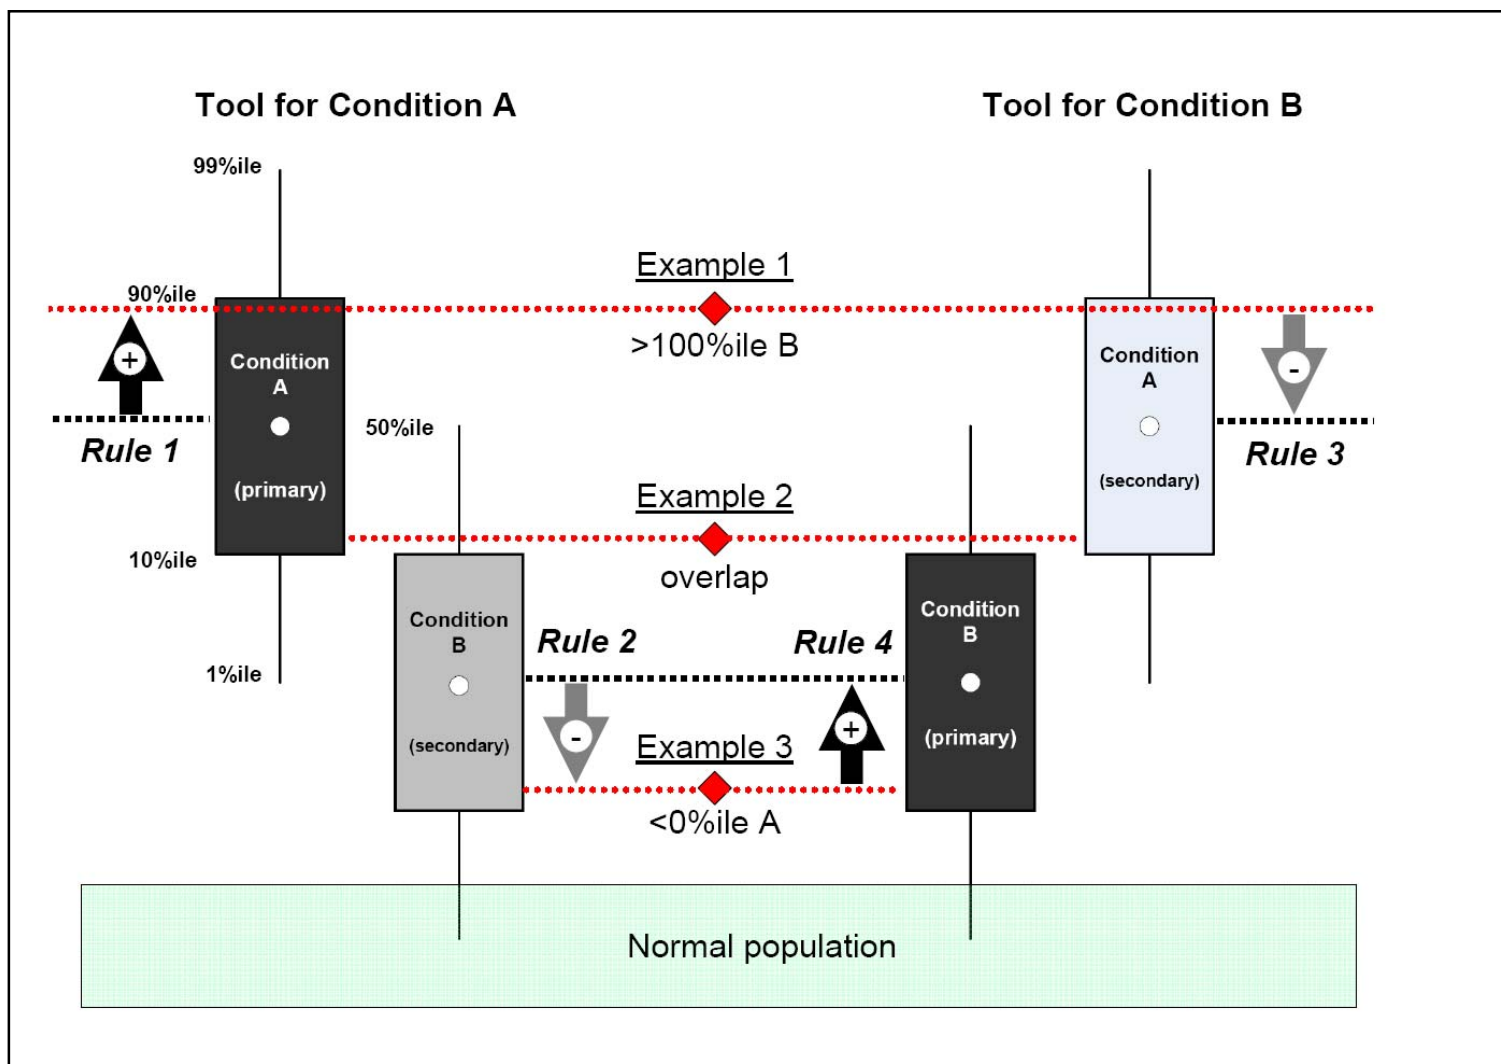 Tool for Condition A
Tool for Condition B
99%ile
90%ile
Example 1
>100%ile B
+
Condition
A
(primary)
Condition
A
(secondary)
-
Rule 1
50%ile
Rule 3
Example 2
10%ile
overlap
Condition
B
(secondary)
Rule 2
Rule 4
Condition
B
(primary)
1%ile
-
+
Example 3
<0%ile A
Normal population